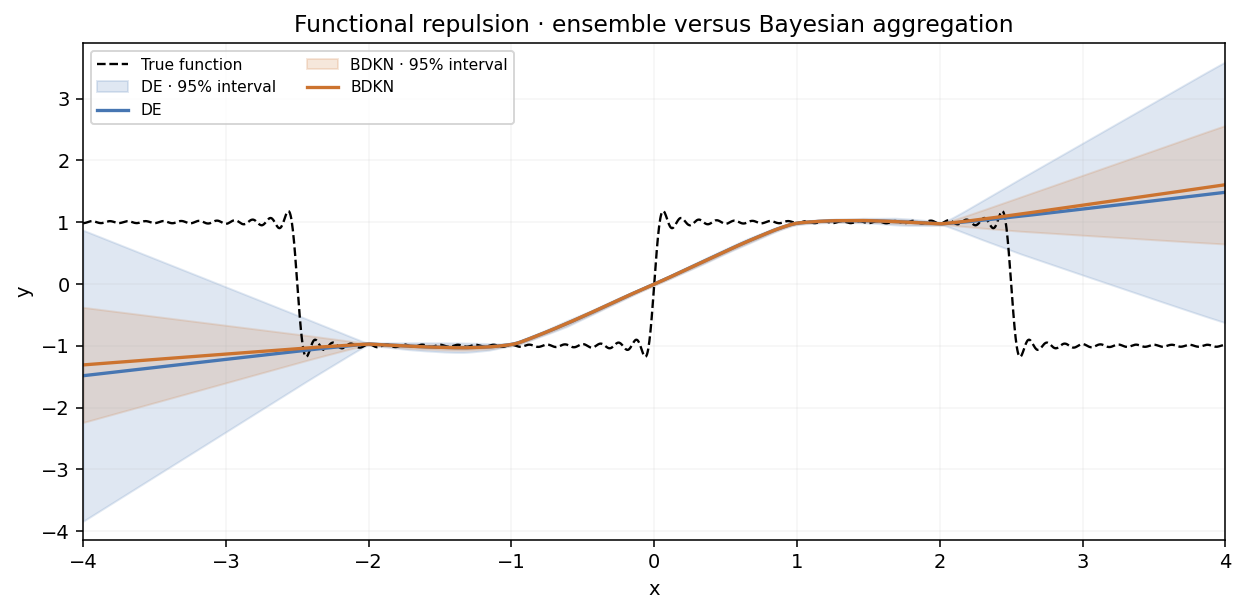 Functional repulsion · ensemble versus Bayesian aggregation
True function
DE · 95% interval
DE
BDKN · 95% interval
BDKN
y
3
2
1
0
−1
−2
−3
−4
−4 −3 −2 −1 0 1 2 3 4
x